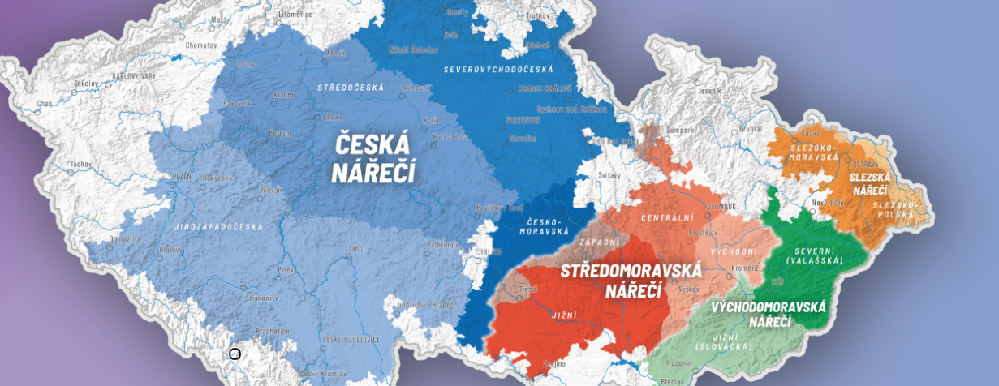 Semily
Trutnov
Litoměřice
Most
Chomutov
Jičín
Náchod
Louny
Mělník
Mladá Boleslav
SEVEROVÝCHODOČESKÁ
Sokolov
KARLOVY VARY
STŘEDOČESKÁ
Nymburk
HRADEC KRÁLOVÉ
Jeseník
Cheb
Rakovník
Kladno
PRAHA
Kolín
Rychnov nad Kněžnou
PARDUBICE
Šumperk
Bruntál
Opava
Beroun
Kutná Hora
Chrudim
Ústí nad Orlicí
ČESKÁ
NÁŘEČÍ
SLEZSKO-
MORAVSKÁ
OSTRAVA
Tachov
PLZEŇ
Rokycany
Příbram
Svitavy
SLEZSKÁ
NÁŘEČÍ
Havlíčkův Brod
OLOMOUC
Nový Jičín
SLEZSKO-
POLSKÁ
JIHOZÁPADOČESKÁ
ČESKO-
MORAVSKÁ
CENTRÁLNÍ
Prostějov
Domažlice
Klatovy
Tábor
Pelhřimov
JIHLAVA
ZÁPADNÍ
VÝCHODNÍ
SEVERNÍ
(VALAŠSKÁ)
Písek
STŘEDOMORAVSKÁ
NÁŘEČÍ
Kroměříž
ZLÍN
Strakonice
Jindřichův Hradec
Třebíč
Vyškov
JIŽNÍ
VÝCHODOMORAVSKÁ
NÁŘEČÍ
Prachatice
ČESKÉ BUDĚJOVICE
JIŽNÍ
(SLOVÁCKÁ)
Znojmo
Hodonín
Český Krumlov
Břeclav